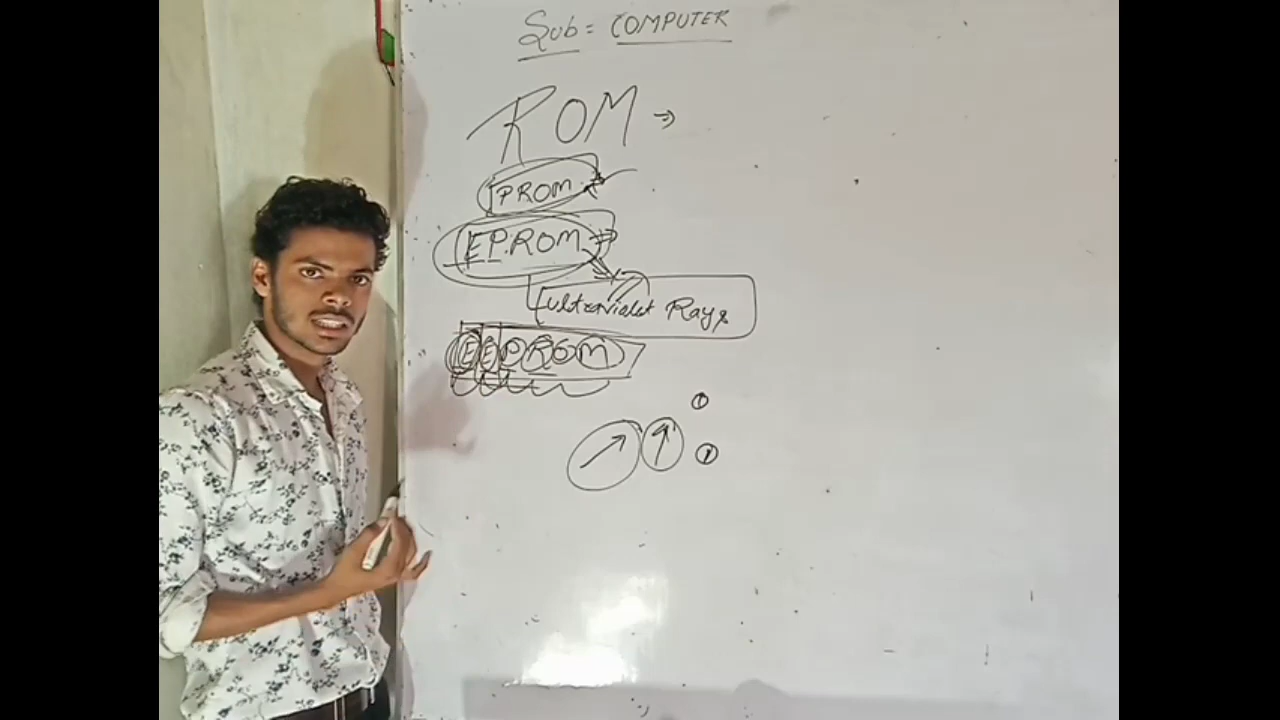 Sub = COMPUTER
ROM →
PROM
EPROM ⇒
ultraviolet Rays
EEPROM